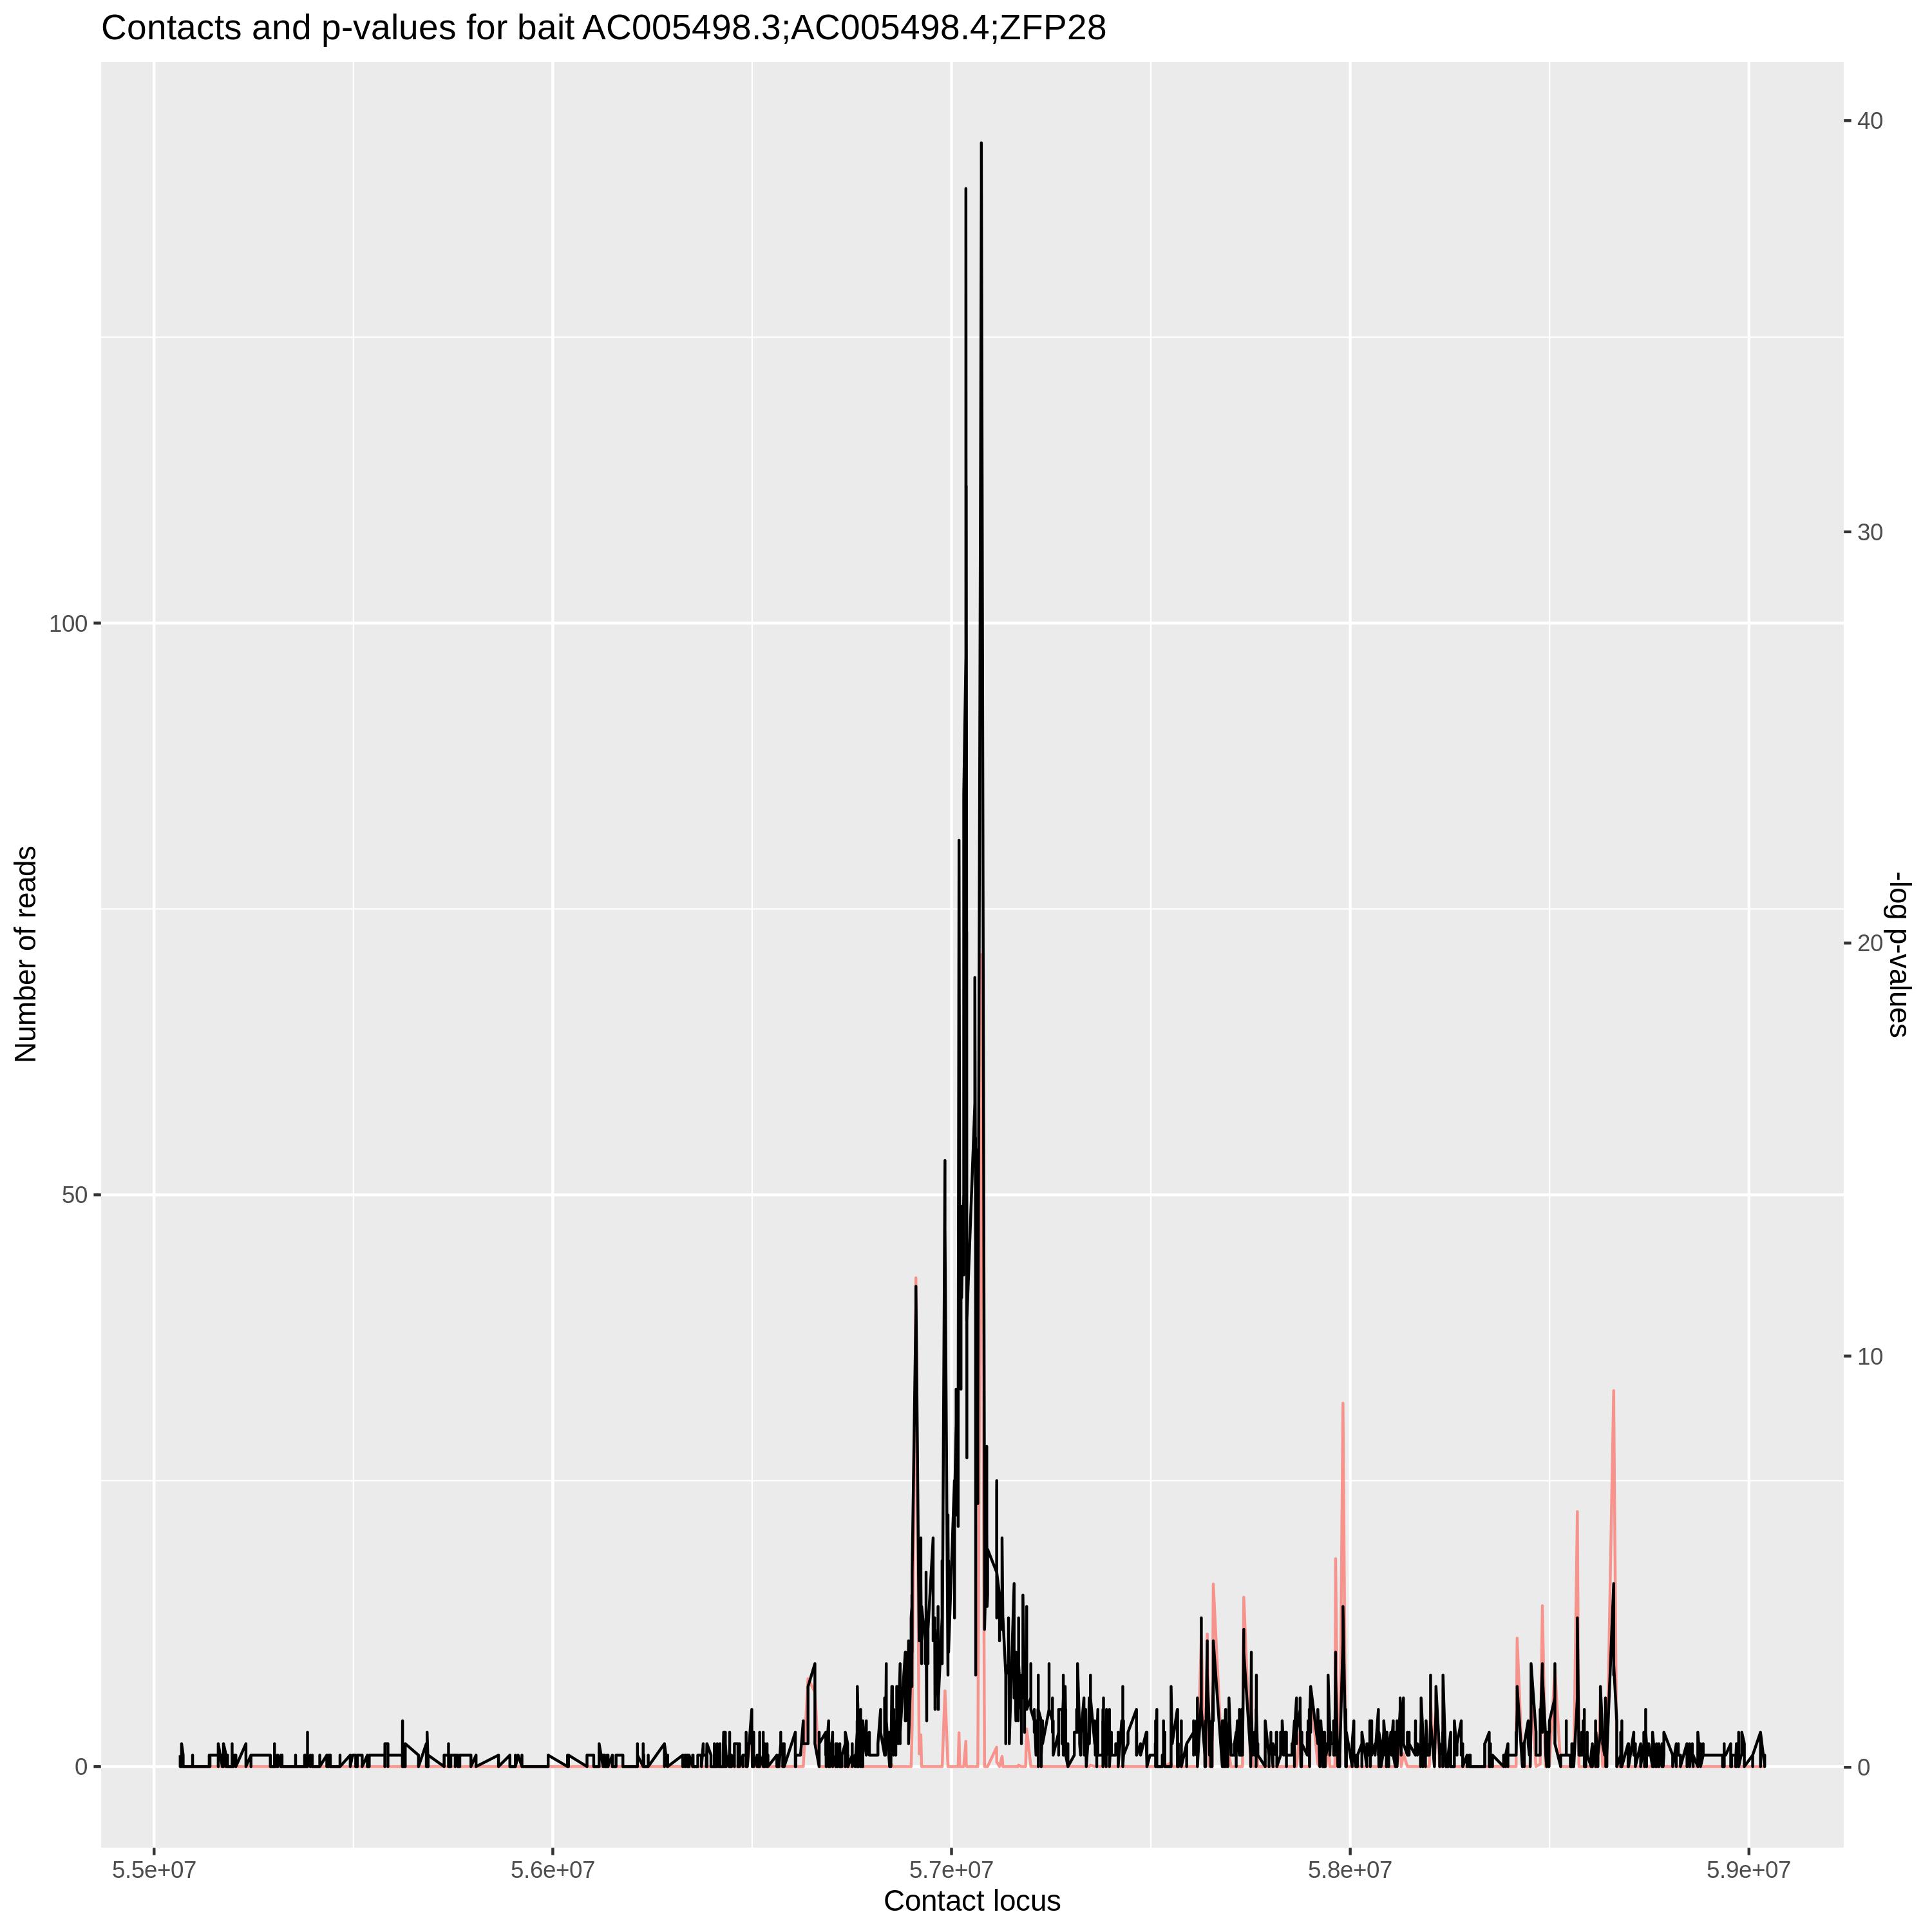 Contacts and p-values for bait AC005498.3;AC005498.4;ZFP28
40
30
100
Number of reads
-log p-values
20
50
10
0
0
5.5e+07
5.6e+07
5.7e+07
5.8e+07
5.9e+07
Contact locus